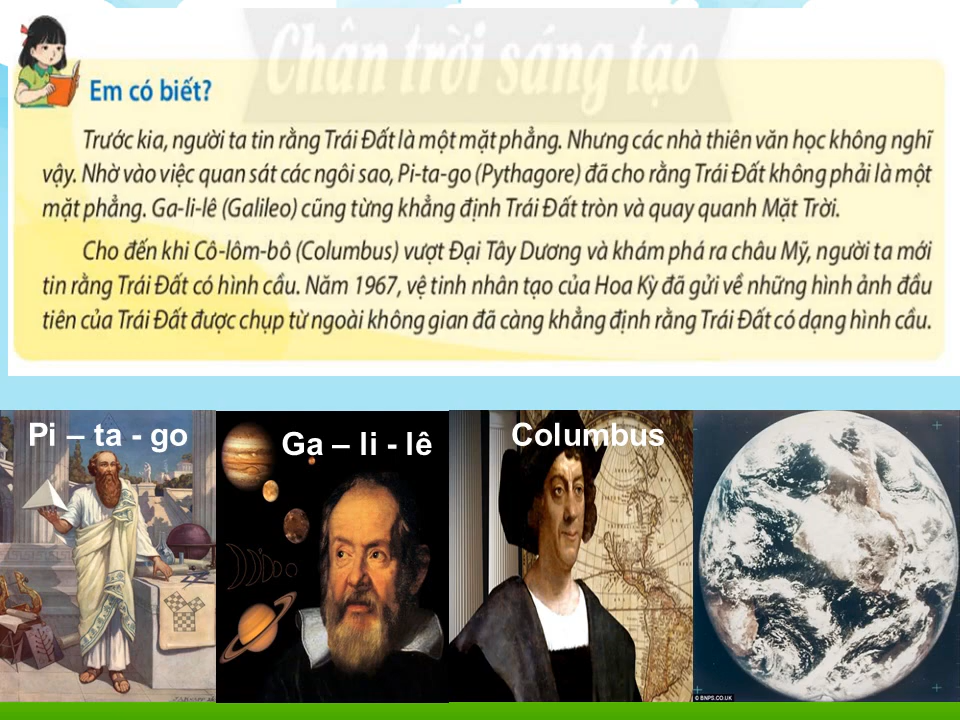 Chân trời sáng tạo
Em có biết?
Trước kia, người ta tin rằng Trái Đất là một mặt phẳng. Nhưng các nhà thiên văn học không nghĩ
vậy. Nhờ vào việc quan sát các ngôi sao, Pi-ta-go (Pythagore) đã cho rằng Trái Đất không phải là một
mặt phẳng. Ga-li-lê (Galileo) cũng từng khẳng định Trái Đất tròn và quay quanh Mặt Trời.
Cho đến khi Cô-lôm-bô (Columbus) vượt Đại Tây Dương và khám phá ra châu Mỹ, người ta mới
tin rằng Trái Đất có hình cầu. Năm 1967, vệ tinh nhân tạo của Hoa Kỳ đã gửi về những hình ảnh đầu
tiên của Trái Đất được chụp từ ngoài không gian đã càng khẳng định rằng Trái Đất có dạng hình cầu.
Pi – ta - go
Ga – li - lê
Columbus
© BNPS.CO.UK